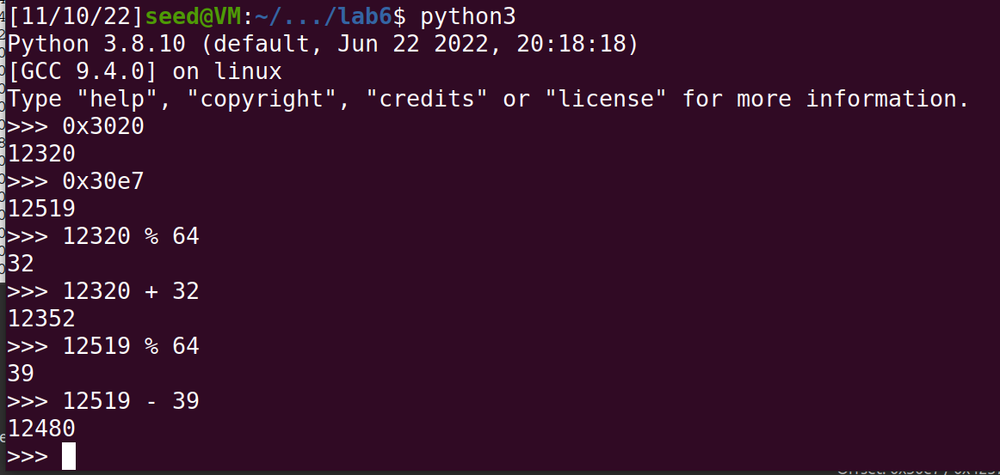 [11/10/22]seed@VM:~/.../lab6$ python3
Python 3.8.10 (default, Jun 22 2022, 20:18:18)
[GCC 9.4.0] on linux
Type "help", "copyright", "credits" or "license" for more information.
>>> 0x3020
12320
>>> 0x30e7
12519
>>> 12320 % 64
32
>>> 12320 + 32
12352
>>> 12519 % 64
39
>>> 12519 - 39
12480
>>>